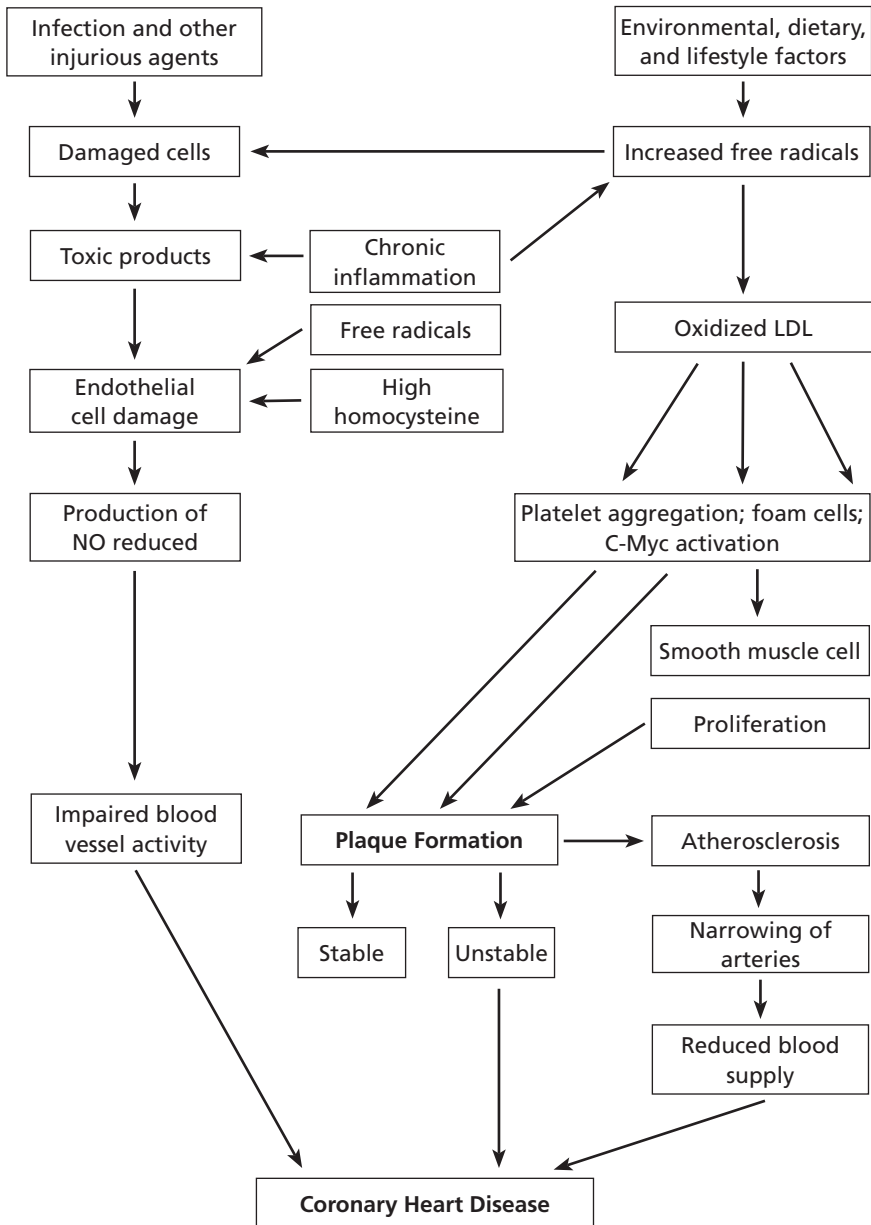 Infection and other
injurious agents
Environmental, dietary,
and lifestyle factors
Damaged cells
Increased free radicals
Toxic products
Chronic
inflammation
Free radicals
Oxidized LDL
Endothelial
cell damage
High
homocysteine
Production of
NO reduced
Platelet aggregation; foam cells;
C-Myc activation
Smooth muscle cell
Proliferation
Impaired blood
vessel activity
Plaque Formation
Atherosclerosis
Stable
Unstable
Narrowing of
arteries
Reduced blood
supply
Coronary Heart Disease